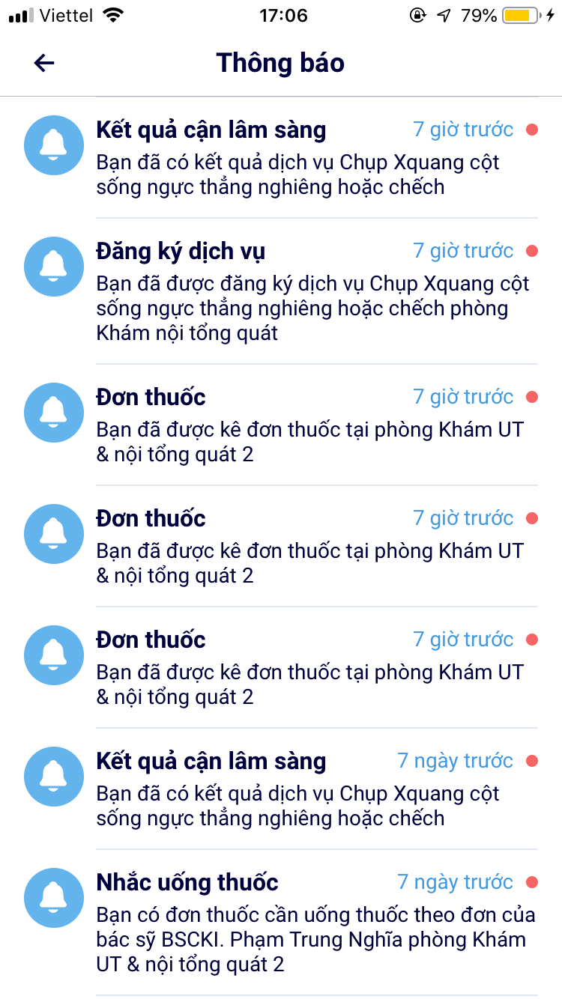 Viettel 17:06 79%
Thông báo
Kết quả cận lâm sàng 7 giờ trước
Bạn đã có kết quả dịch vụ Chụp Xquang cột
sống ngực thẳng nghiêng hoặc chếch
Đăng ký dịch vụ 7 giờ trước
Bạn đã được đăng ký dịch vụ Chụp Xquang cột
sống ngực thẳng nghiêng hoặc chếch phòng
Khám nội tổng quát
Đơn thuốc 7 giờ trước
Bạn đã được kê đơn thuốc tại phòng Khám UT
& nội tổng quát 2
Đơn thuốc 7 giờ trước
Bạn đã được kê đơn thuốc tại phòng Khám UT
& nội tổng quát 2
Đơn thuốc 7 giờ trước
Bạn đã được kê đơn thuốc tại phòng Khám UT
& nội tổng quát 2
Kết quả cận lâm sàng 7 ngày trước
Bạn đã có kết quả dịch vụ Chụp Xquang cột
sống ngực thẳng nghiêng hoặc chếch
Nhắc uống thuốc 7 ngày trước
Bạn có đơn thuốc cần uống thuốc theo đơn của
bác sỹ BSCKI. Phạm Trung Nghĩa phòng Khám
UT & nội tổng quát 2